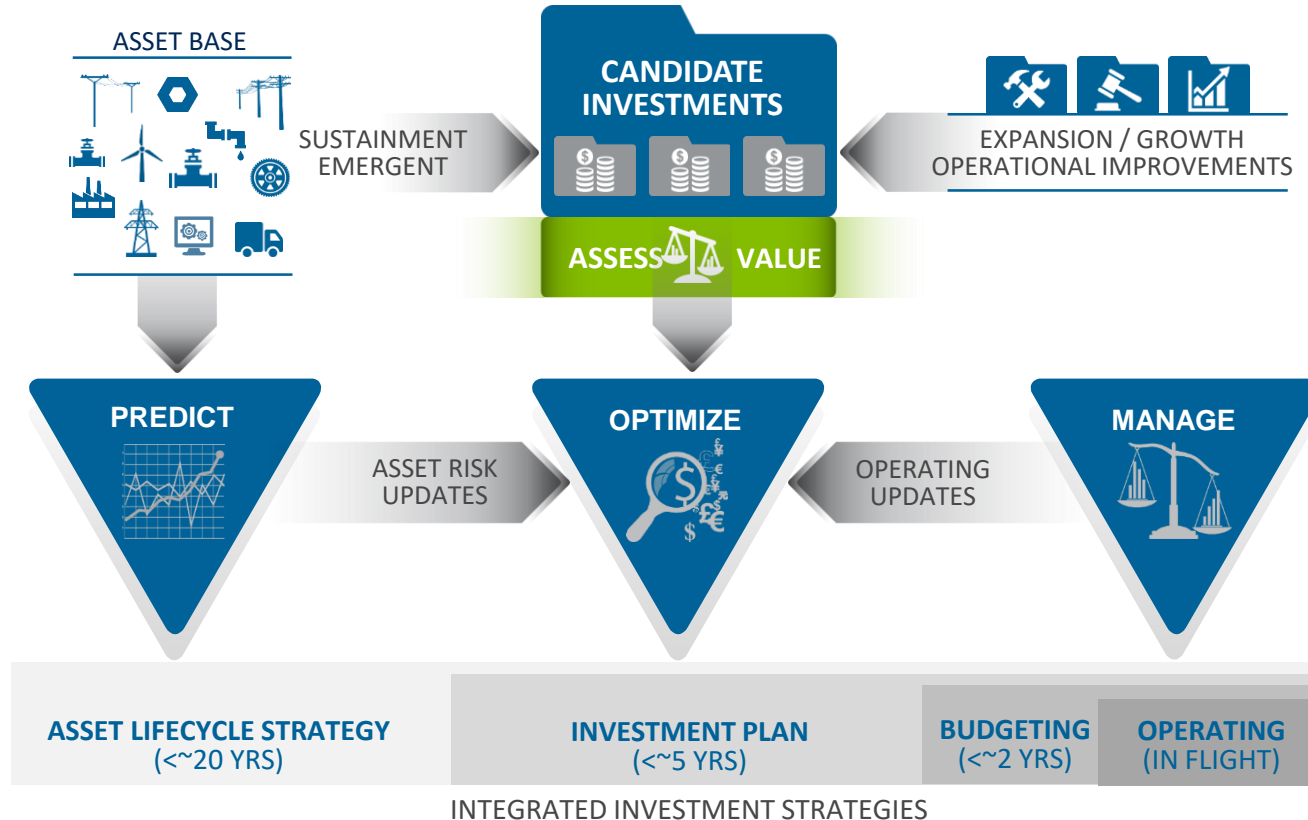 ASSET BASE
CANDIDATE
INVESTMENTS
SUSTAINMENT
EMERGENT
EXPANSION / GROWTH
OPERATIONAL IMPROVEMENTS
ASSESS VALUE
PREDICT
OPTIMIZE
MANAGE
ASSET RISK
UPDATES
OPERATING
UPDATES
ASSET LIFECYCLE STRATEGY
(<~20 YRS)
INVESTMENT PLAN
(<~5 YRS)
BUDGETING
(<~2 YRS)
OPERATING
(IN FLIGHT)
INTEGRATED INVESTMENT STRATEGIES